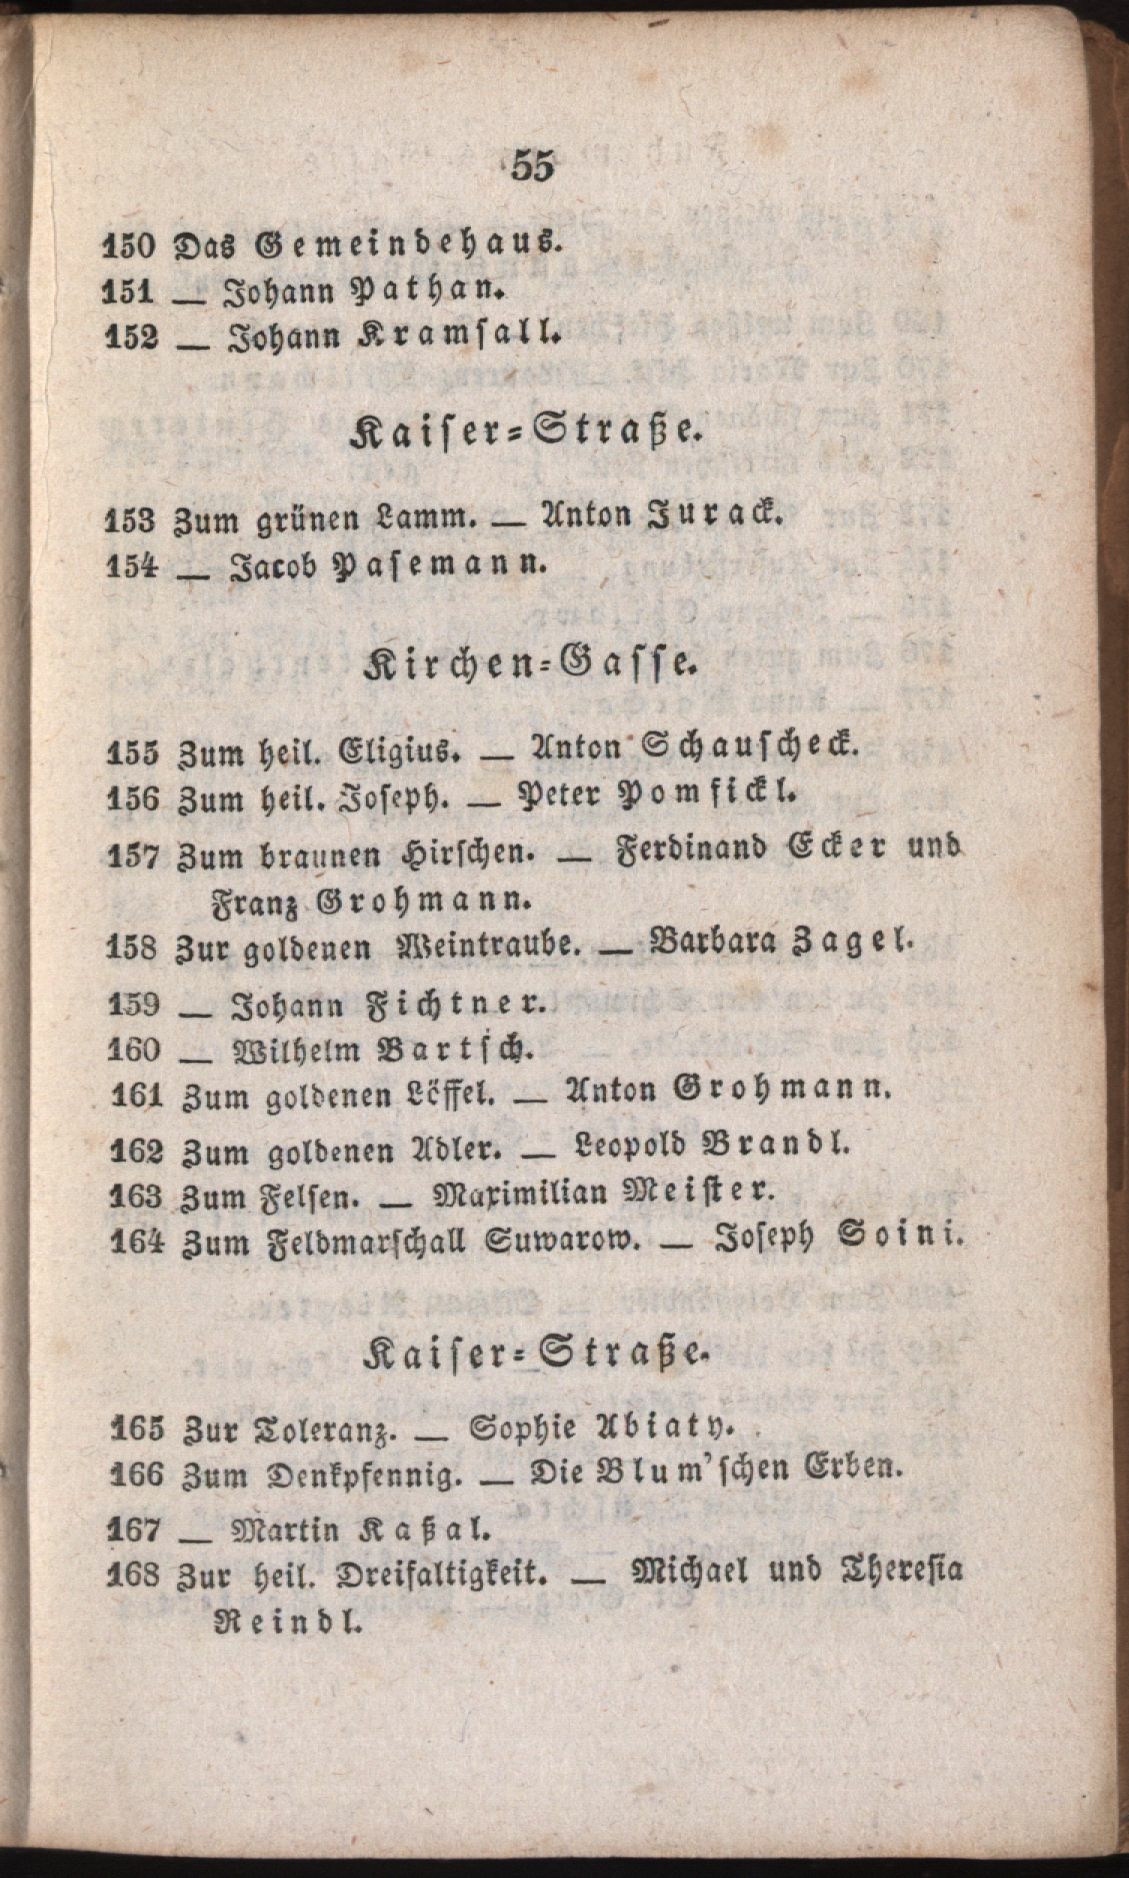 55
150 Das Gemeindehaus.
151 — Johann Pathan.
152 — Johann Kramsall.
Kaiser-Straße.
153 Zum grünen Lamm. — Anton Jurack.
154 — Jacob Pasemann.
Kirchen-Gasse.
155 Zum heil. Eligius. — Anton Schauscheck.
156 Zum heil. Joseph. — Peter Pomfickl.
157 Zum braunen Hirschen. — Ferdinand Ecker und
Franz Grohmann.
158 Zur goldenen Weintraube. — Barbara Zagel.
159 — Johann Fichtner.
160 — Wilhelm Bartsch.
161 Zum goldenen Löffel. — Anton Grohmann.
162 Zum goldenen Adler. — Leopold Brandl.
163 Zum Felsen. — Maximilian Meister.
164 Zum Feldmarschall Suwarow. — Joseph Soini.
Kaiser-Straße.
165 Zur Toleranz. — Sophie Abiaty.
166 Zum Denkpfennig. — Die Blum'schen Erben.
167 — Martin Kaßal.
168 Zur heil. Dreifaltigkeit. — Michael und Theresia
Reindl.